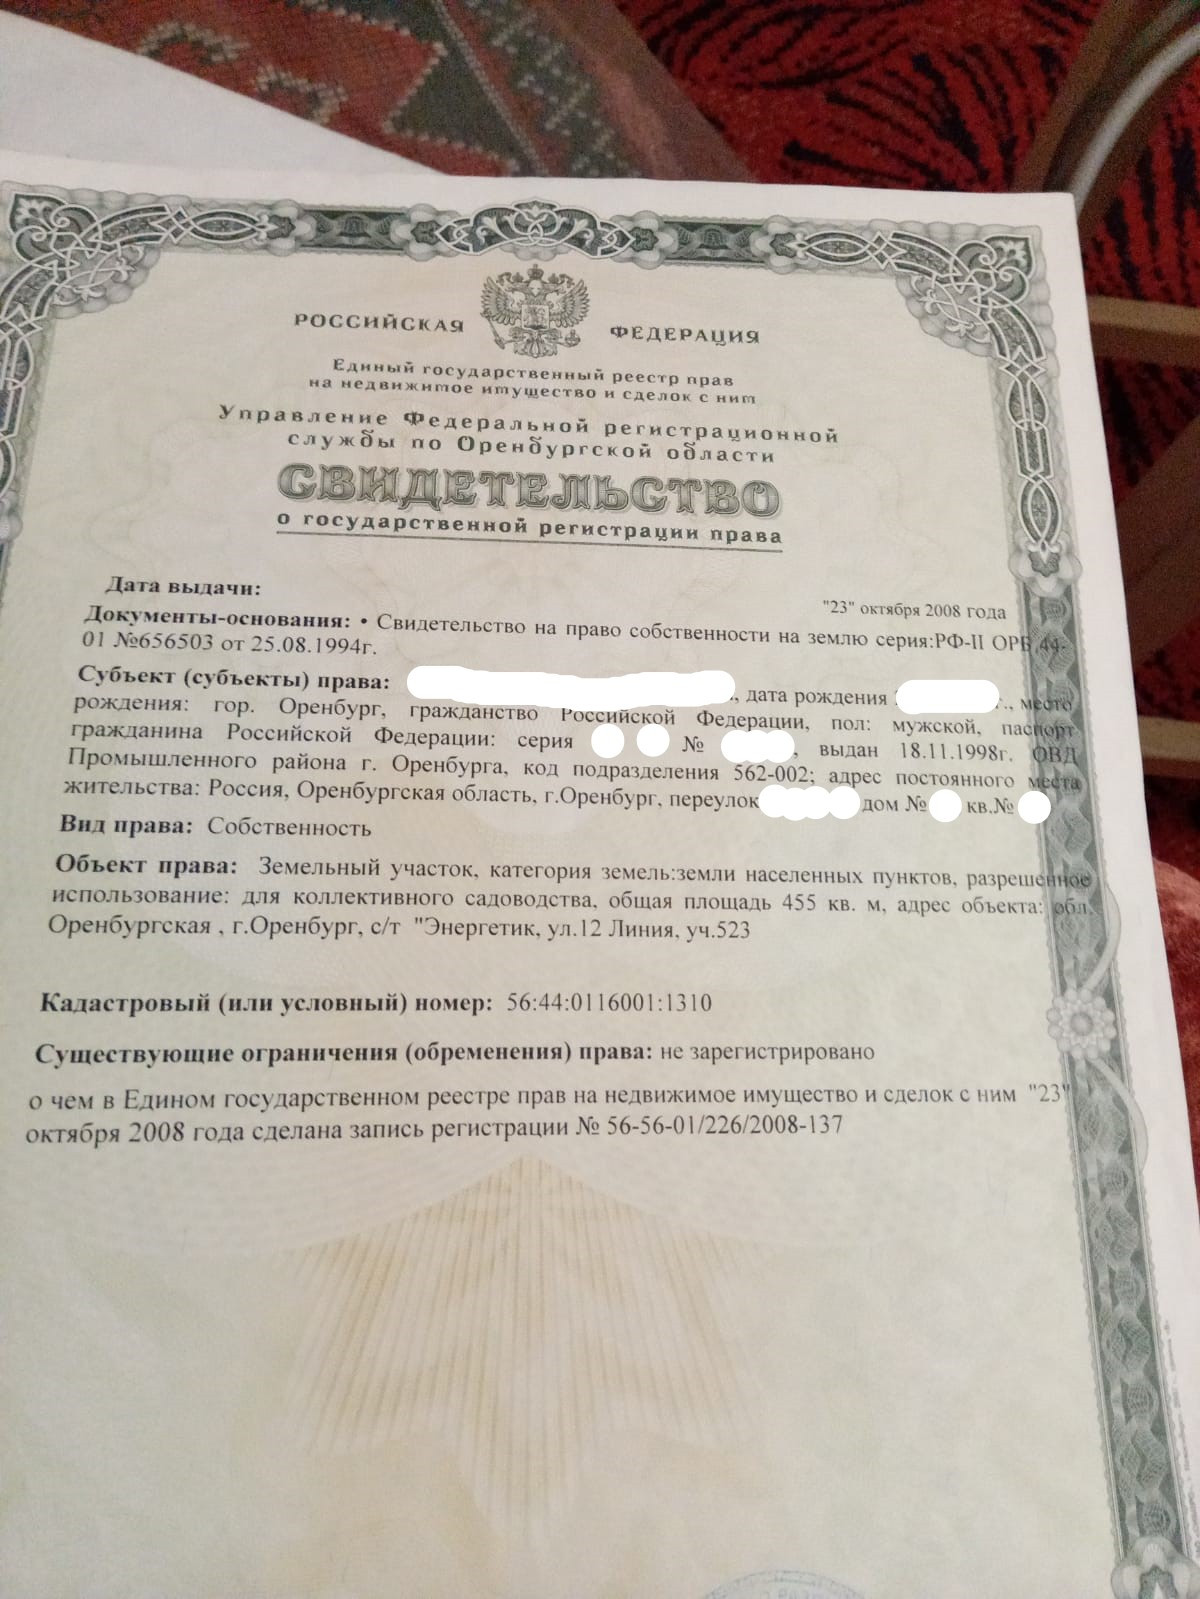 РОССИЙСКАЯ ФЕДЕРАЦИЯ
Единый государственный реестр прав
на недвижимое имущество и сделок с ним
Управление Федеральной регистрационной
службы по Оренбургской области
СВИДЕТЕЛЬСТВО
о государственной регистрации права
Дата выдачи:
"23" октября 2008 года
Документы-основания: • Свидетельство на право собственности на землю серия:РФ-II ОРБ 44-
01 №656503 от 25.08.1994г.
Субъект (субъекты) права: , дата рождения г., место
рождения: гор. Оренбург, гражданство Российской Федерации, пол: мужской, паспорт
гражданина Российской Федерации: серия № , выдан 18.11.1998г. ОВД
Промышленного района г. Оренбурга, код подразделения 562-002; адрес постоянного места
жительства: Россия, Оренбургская область, г.Оренбург, переулок дом № кв.№
Вид права: Собственность
Объект права: Земельный участок, категория земель:земли населенных пунктов, разрешенное
использование: для коллективного садоводства, общая площадь 455 кв. м, адрес объекта: обл.
Оренбургская , г.Оренбург, с/т "Энергетик, ул.12 Линия, уч.523
Кадастровый (или условный) номер: 56:44:0116001:1310
Существующие ограничения (обременения) права: не зарегистрировано
о чем в Едином государственном реестре прав на недвижимое имущество и сделок с ним "23"
октября 2008 года сделана запись регистрации № 56-56-01/226/2008-137